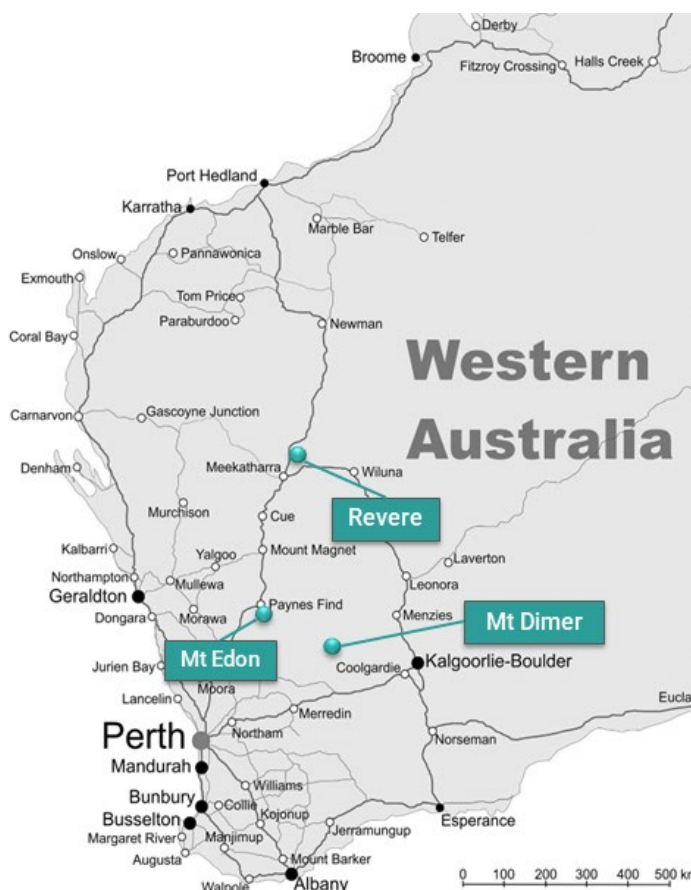 Derby
Broome
Fitzroy Crossing
Halls Creek
Port Hedland
Karratha
Marble Bar
Telfer
Onslow
Pannawonica
Exmouth
Tom Price
Paraburdoo
Newman
Coral Bay
Western
Australia
Carnarvon
Gascoyne Junction
Denham
Meekatharra
Wiluna
Murchison
Revere
Cue
Kalbarri
Yalgoo
Mount Magnet
Laverton
Northampton
Mullewa
Leonora
Geraldton
Morawa
Paynes Find
Menzies
Dongara
Mt Dimer
Mt Edon
Jurien Bay
Coolgardie
Kalgoorlie-Boulder
Moora
Lancelin
Merredin
Eucla
Perth
Northam
Norseman
Mandurah
Williams
Bunbury
Collie
Kojonup
Busselton
Margaret River
Manjimup
Jerramungup
Esperance
Augusta
Mount Barker
Walpole
Albany
0 100 200 300 400 500 km